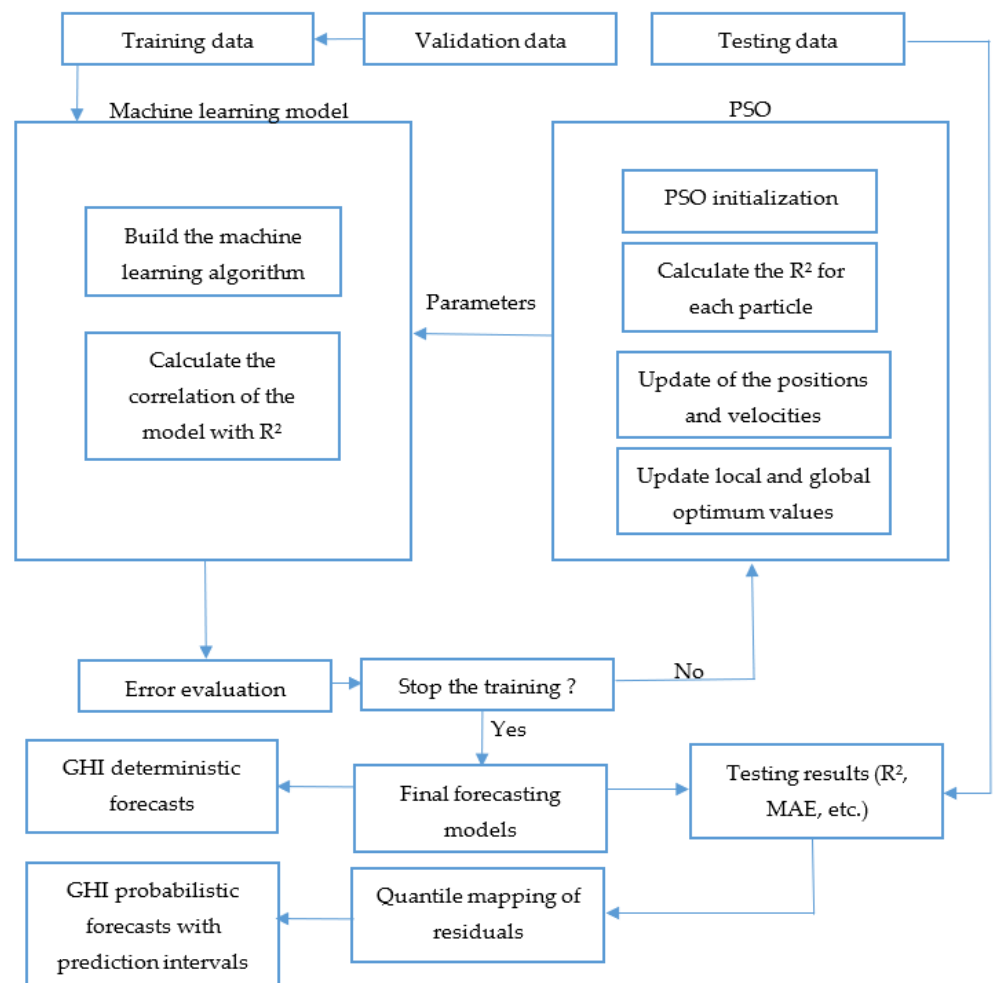 Training data
Validation data
Testing data
Machine learning model
PSO
Build the machine
learning algorithm
Calculate the
correlation of the
model with R²
Parameters
PSO initialization
Calculate the R² for
each particle
Update of the positions
and velocities
Update local and global
optimum values
Error evaluation
Stop the training ?
No
Yes
GHI deterministic
forecasts
Final forecasting
models
Testing results (R²,
MAE, etc.)
GHI probabilistic
forecasts with
prediction intervals
Quantile mapping of
residuals